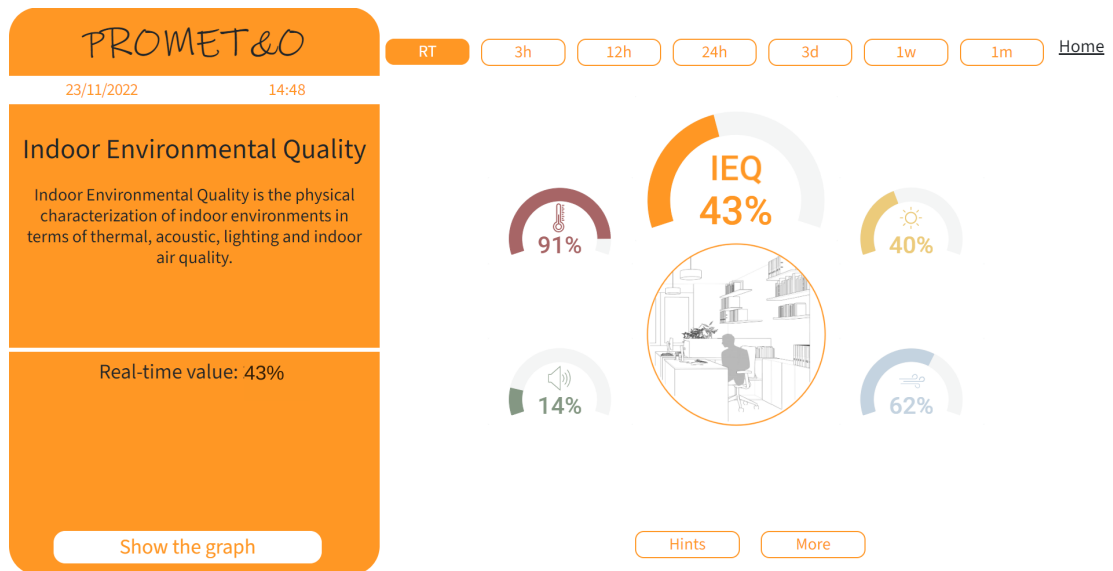 PROMET&O
23/11/2022 14:48
Indoor Environmental Quality
Indoor Environmental Quality is the physical
characterization of indoor environments in
terms of thermal, acoustic, lighting and indoor
air quality.
Real-time value: 43%
Show the graph
RT 3h 12h 24h 3d 1w 1m Home
IEQ
43%
91%
40%
14%
62%
Hints More